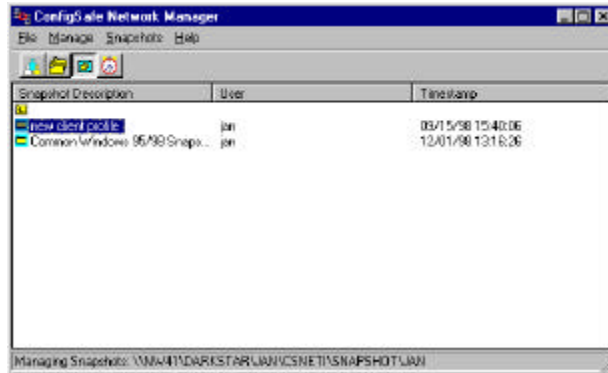 ConfigSafe Network Manager
File Manage Snapshots Help
Snapshot Description User Timestamp
new client profile jan 09/15/98 15:40:06
Common Windows 95/98 Snaps... jan 12/01/98 13:16:26
Managing Snapshots: \\NW41\DARKSTAR\JAN\CSNETI\SNAPSHOT\JAN